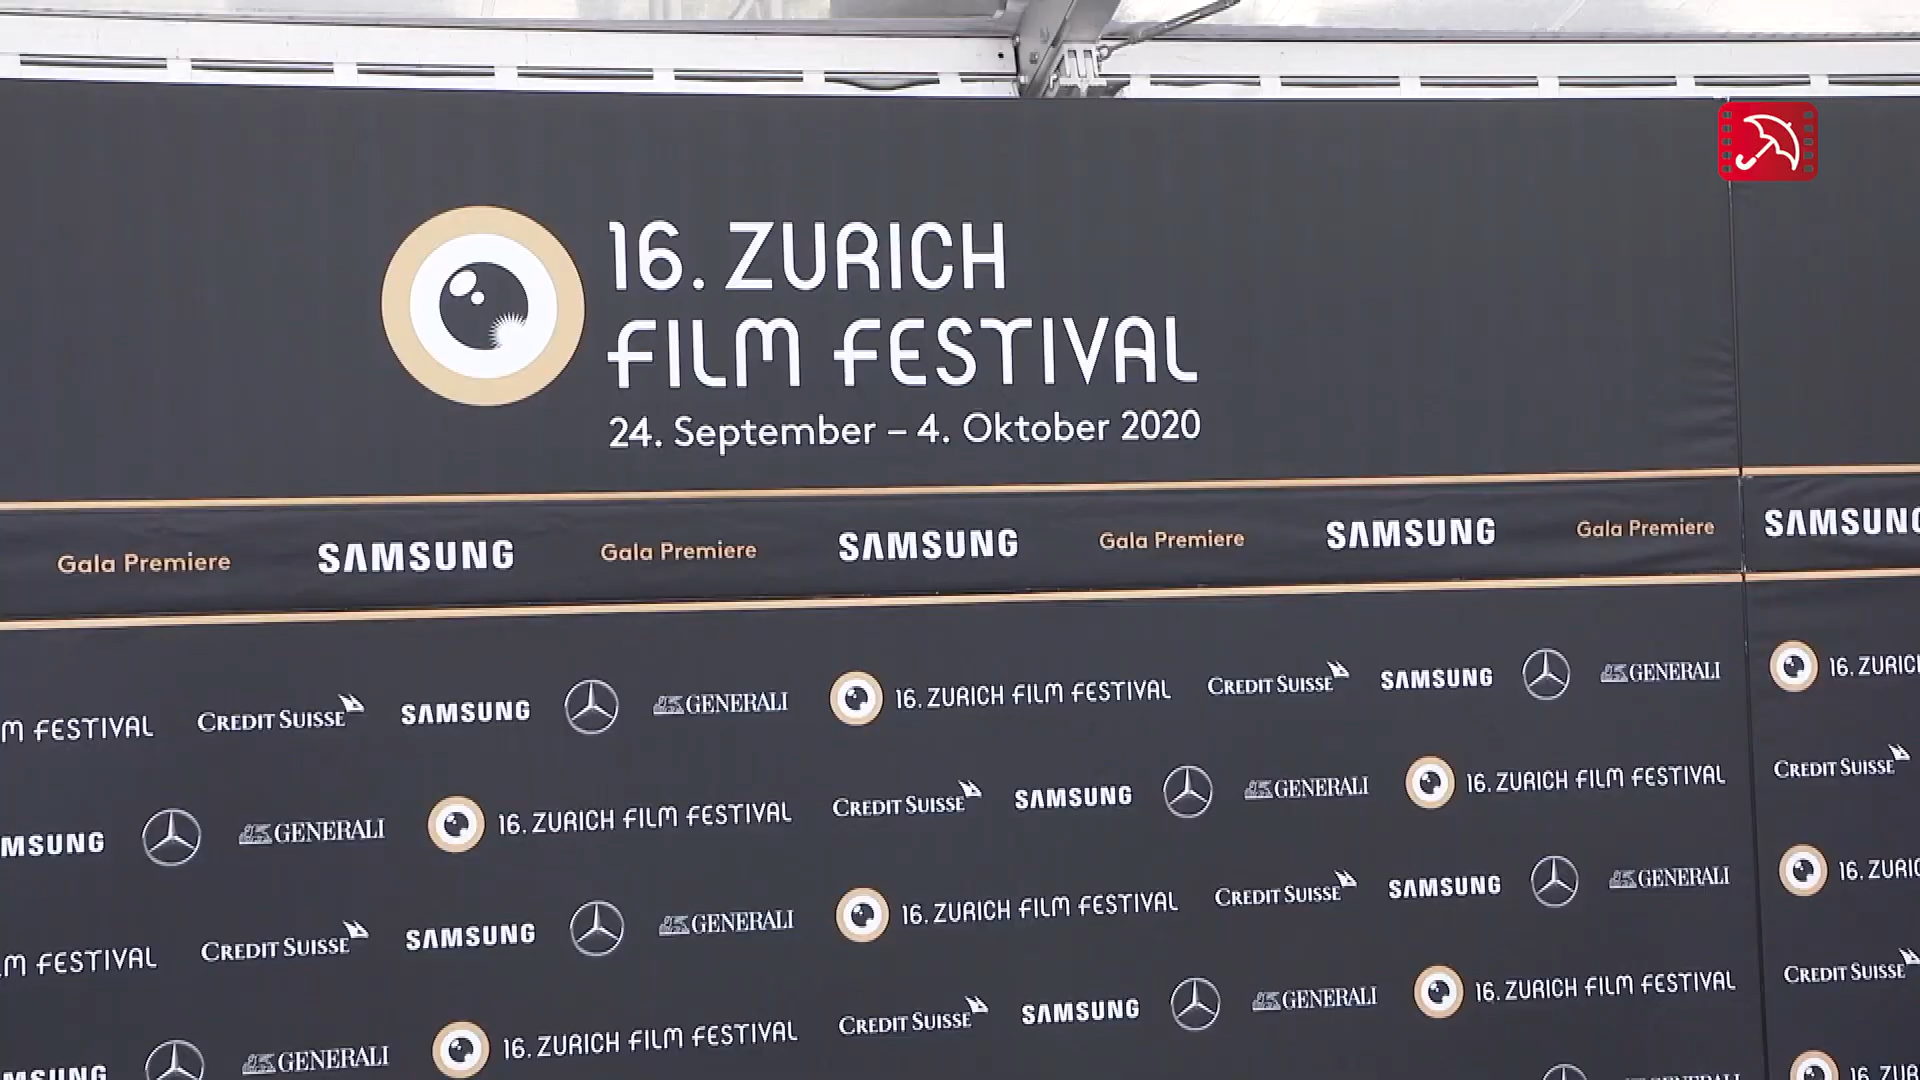 16. ZURICH
FILM FESTIVAL
24. September – 4. Oktober 2020
Gala Premiere SAMSUNG Gala Premiere SAMSUNG Gala Premiere SAMSUNG Gala Premiere SAMSUNG
M FESTIVAL CREDIT SUISSE SAMSUNG GENERALI 16. ZURICH FILM FESTIVAL CREDIT SUISSE SAMSUNG GENERALI 16. ZURICH
MSUNG GENERALI 16. ZURICH FILM FESTIVAL CREDIT SUISSE SAMSUNG GENERALI 16. ZURICH FILM FESTIVAL CREDIT SUISSE
LM FESTIVAL CREDIT SUISSE SAMSUNG GENERALI 16. ZURICH FILM FESTIVAL CREDIT SUISSE SAMSUNG GENERALI 16. ZURIC
MSUNG GENERALI 16. ZURICH FILM FESTIVAL CREDIT SUISSE SAMSUNG GENERALI 16. ZURICH FILM FESTIVAL CREDIT SUISSE